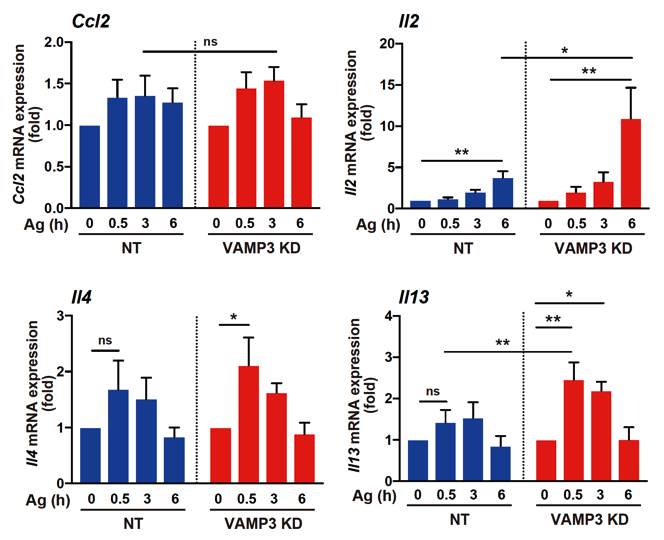 Ccl2
ns
2.0
1.5
1.0
0.5
0.0
Ccl2 mRNA expression
(fold)
Ag (h) 0 0.5 3 6 0 0.5 3 6
NT VAMP3 KD
Il2
*
**
**
20
15
10
5
0
Il2 mRNA expression
(fold)
Ag (h) 0 0.5 3 6 0 0.5 3 6
NT VAMP3 KD
Il4
ns
*
3
2
1
0
Il4 mRNA expression
(fold)
Ag (h) 0 0.5 3 6 0 0.5 3 6
NT VAMP3 KD
Il13
*
**
**
ns
4
3
2
1
0
Il13 mRNA expression
(fold)
Ag (h) 0 0.5 3 6 0 0.5 3 6
NT VAMP3 KD